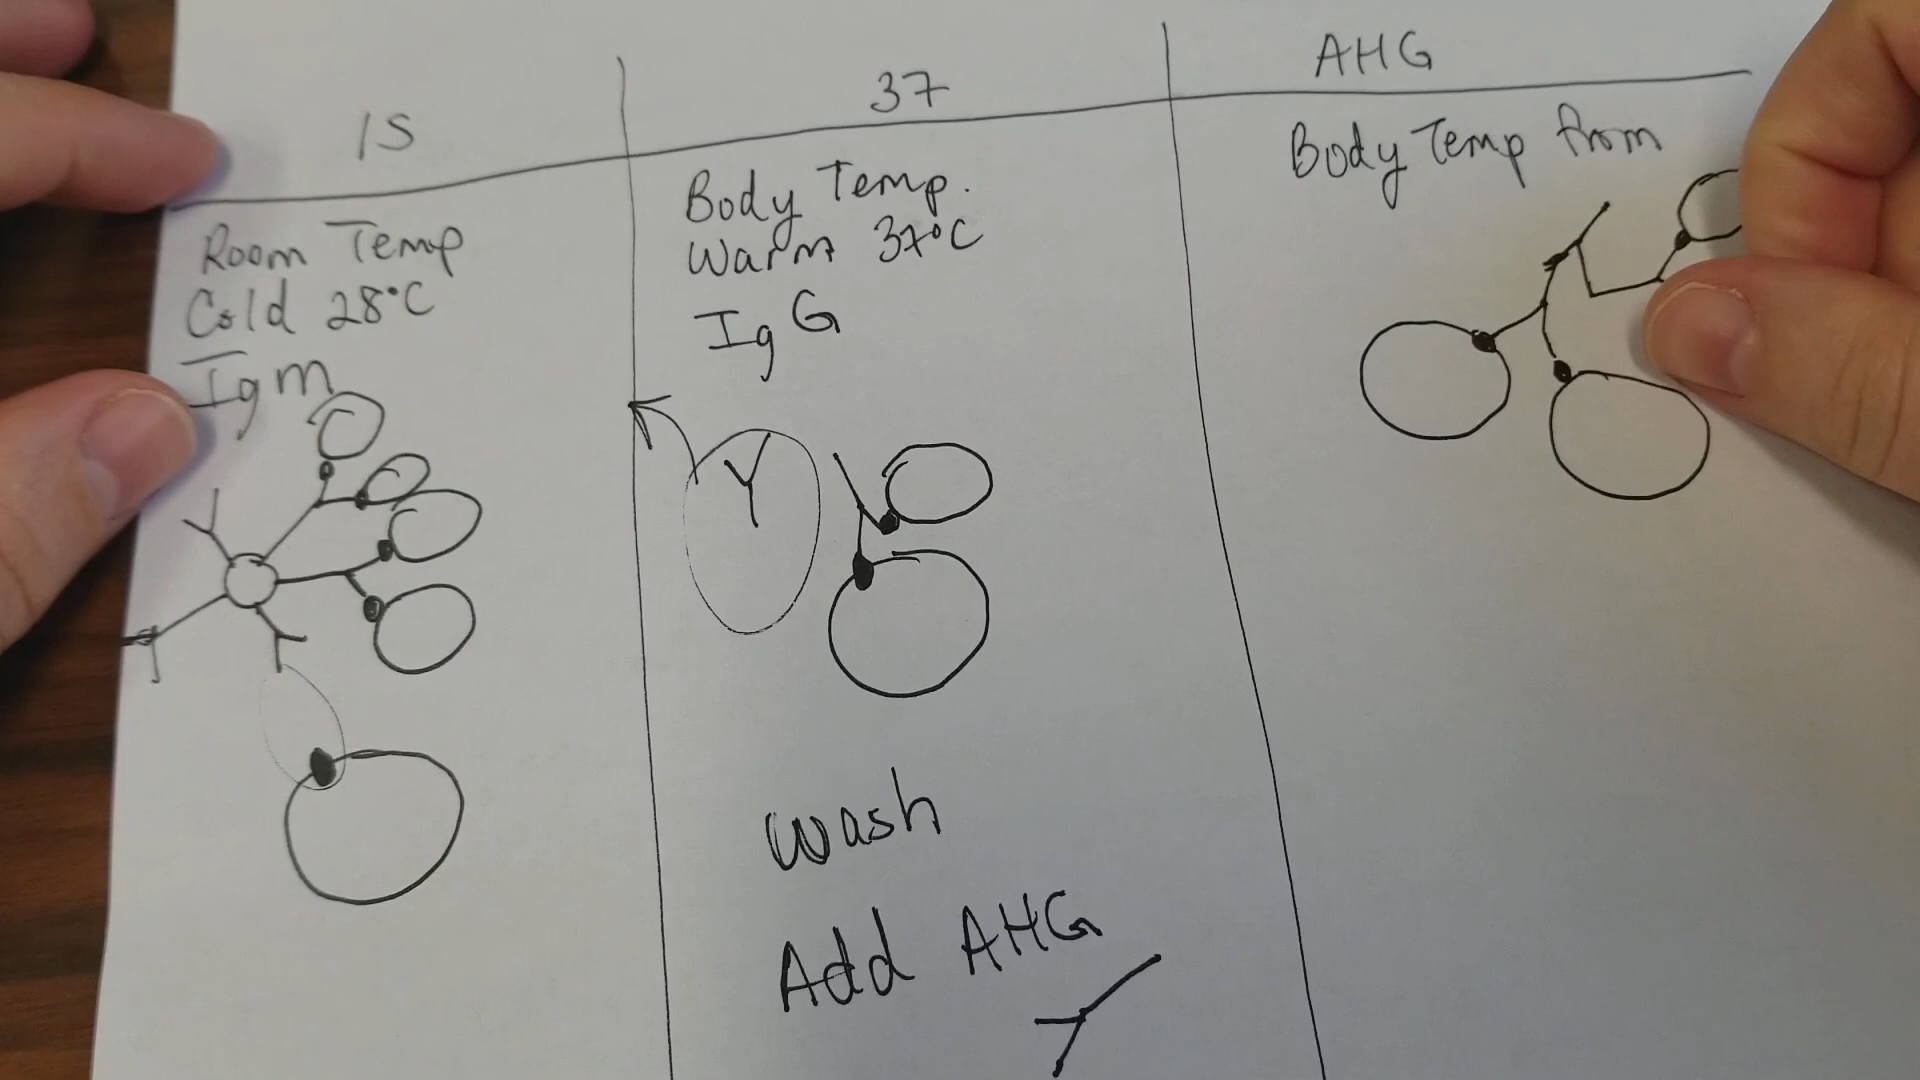 IS
37
AHG
Room Temp
Cold 28°C
Igm
Body Temp.
Warm 37°C
IgG
Wash
Add AHG
Body Temp from